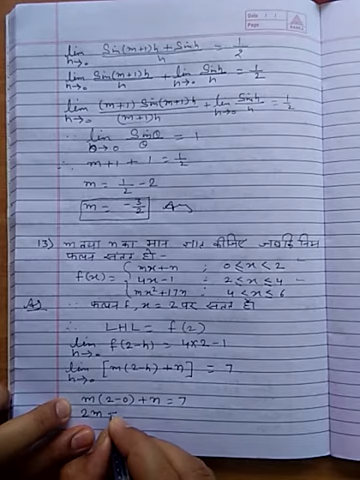 lim h→0 Sin(m+1)h + Sinh / h = 1/2
lim h→0 Sin(m+1)h / h + lim h→0 Sinh / h = 1/2
lim h→0 (m+1) Sin(m+1)h / (m+1)h + lim h→0 Sinh / h = 1/2
∵ lim θ→0 Sinθ / θ = 1
∴ m+1+1 = 1/2
m = 1/2 - 2
m = -3/2 Ans
13) m तथा n का मान ज्ञात कीजिए जबकि निम्न
फलन सतत हो -
f(x) = { mx+n ; 0 ≤ x < 2
4x-1 ; 2 ≤ x ≤ 4
mx²+17n ; 4 < x ≤ 6
∵ फलन f, x = 2 पर सतत है।
∴ LHL = f(2)
lim h→0 f(2-h) = 4x2-1
lim h→0 [m(2-h)+n] = 7
m(2-0)+n = 7
2m